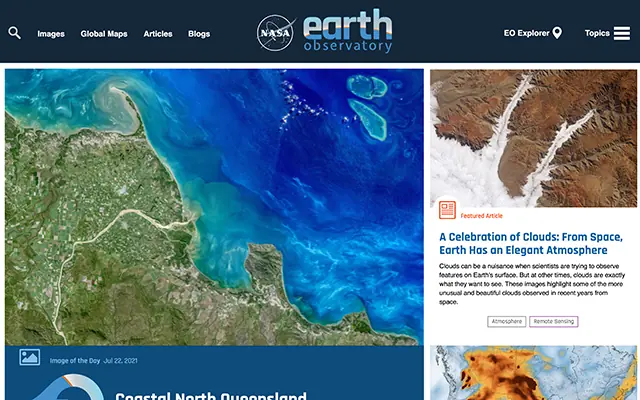 Images
Global Maps
Articles
Blogs
NASA
earth
observatory
EO Explorer
Topics
Image of the Day Jul 22, 2021
Coastal North Queensland
Featured Article
A Celebration of Clouds: From Space,
Earth Has an Elegant Atmosphere
Clouds can be a nuisance when scientists are trying to observe
features on Earth's surface. But at other times, clouds are exactly
what they want to see. These images highlight some of the more
unusual and beautiful clouds observed in recent years from
space.
Atmosphere
Remote Sensing